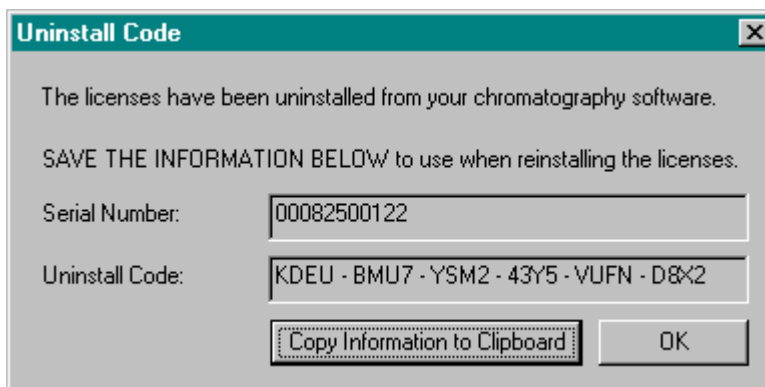 Uninstall Code
The licenses have been uninstalled from your chromatography software.
SAVE THE INFORMATION BELOW to use when reinstalling the licenses.
Serial Number: 00082500122
Uninstall Code: KDEU - BMU7 - YSM2 - 43Y5 - VUFN - D8X2
Copy Information to Clipboard OK